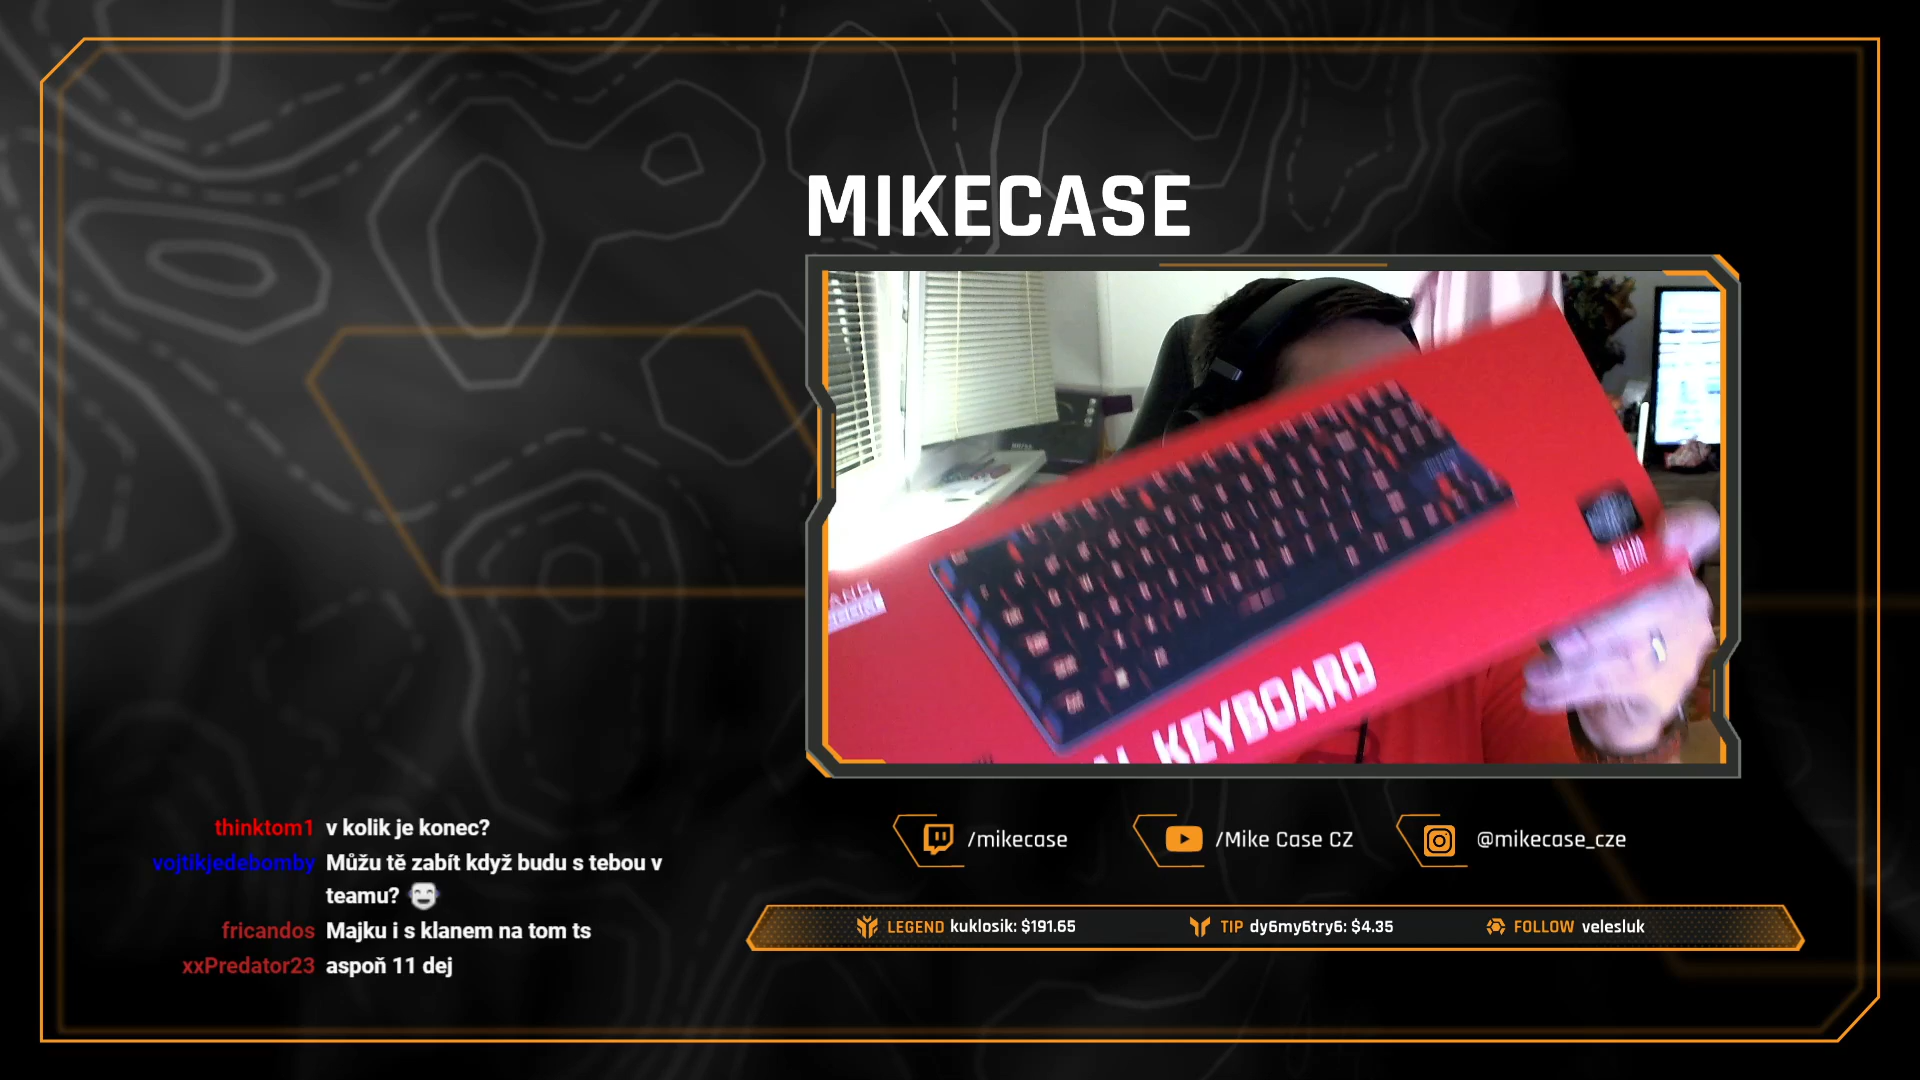 MIKECASE
KEYBOARD
/mikecase
/Mike Case CZ
@mikecase_cze
thinktom1 v kolik je konec?
vojtikjedebomby Můžu tě zabít když budu s tebou v
teamu?
fricandos Majku i s klanem na tom ts
xxPredator23 aspoň 11 dej
LEGEND kuklosik: $191.65
TIP dy6my6try6: $4.35
FOLLOW velesluk